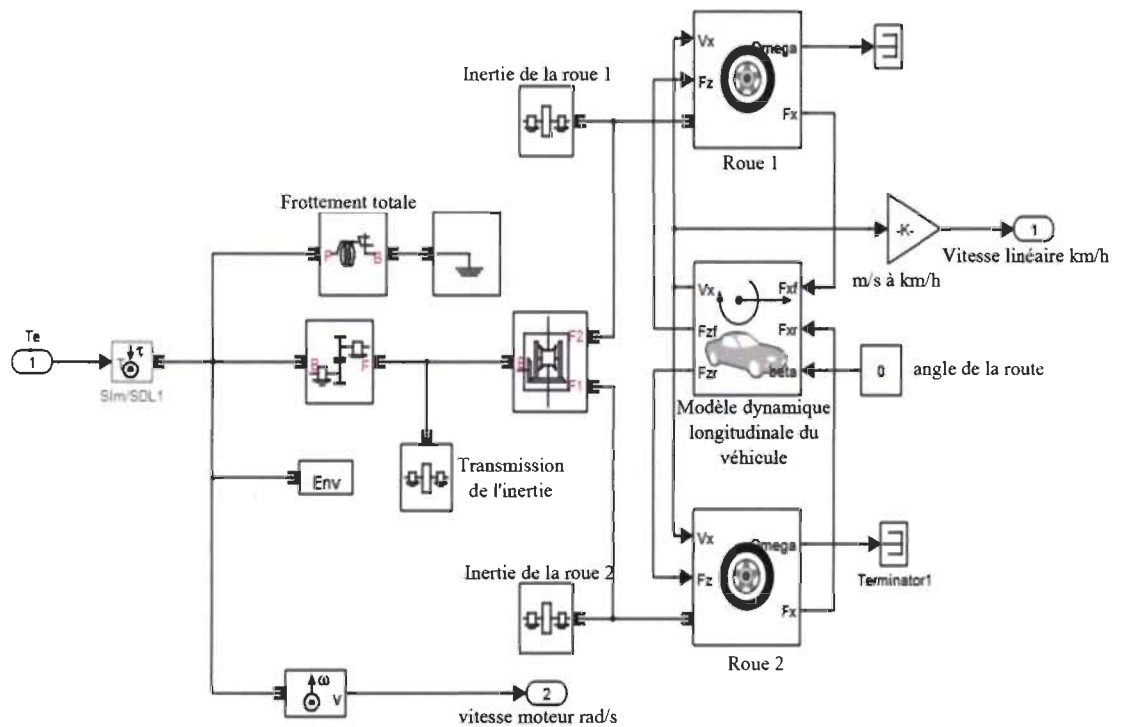 Vx
Omega
Fz
Fx
Roue 1
Inertie de la roue 1
Frottement totale
P
B
-K-
1
Vitesse linéaire km/h
m/s à km/h
Vx
Fxf
Fzf
Fxr
Fzr
beta
0
angle de la route
Modèle dynamique
longitudinale du
véhicule
Te
1
T
τ
Sim/SDL1
B
F
B
F2
F1
Transmission
de l'inertie
Env
Inertie de la roue 2
Vx
Omega
Fz
Fx
Roue 2
Terminator1
ω
V
2
vitesse moteur rad/s